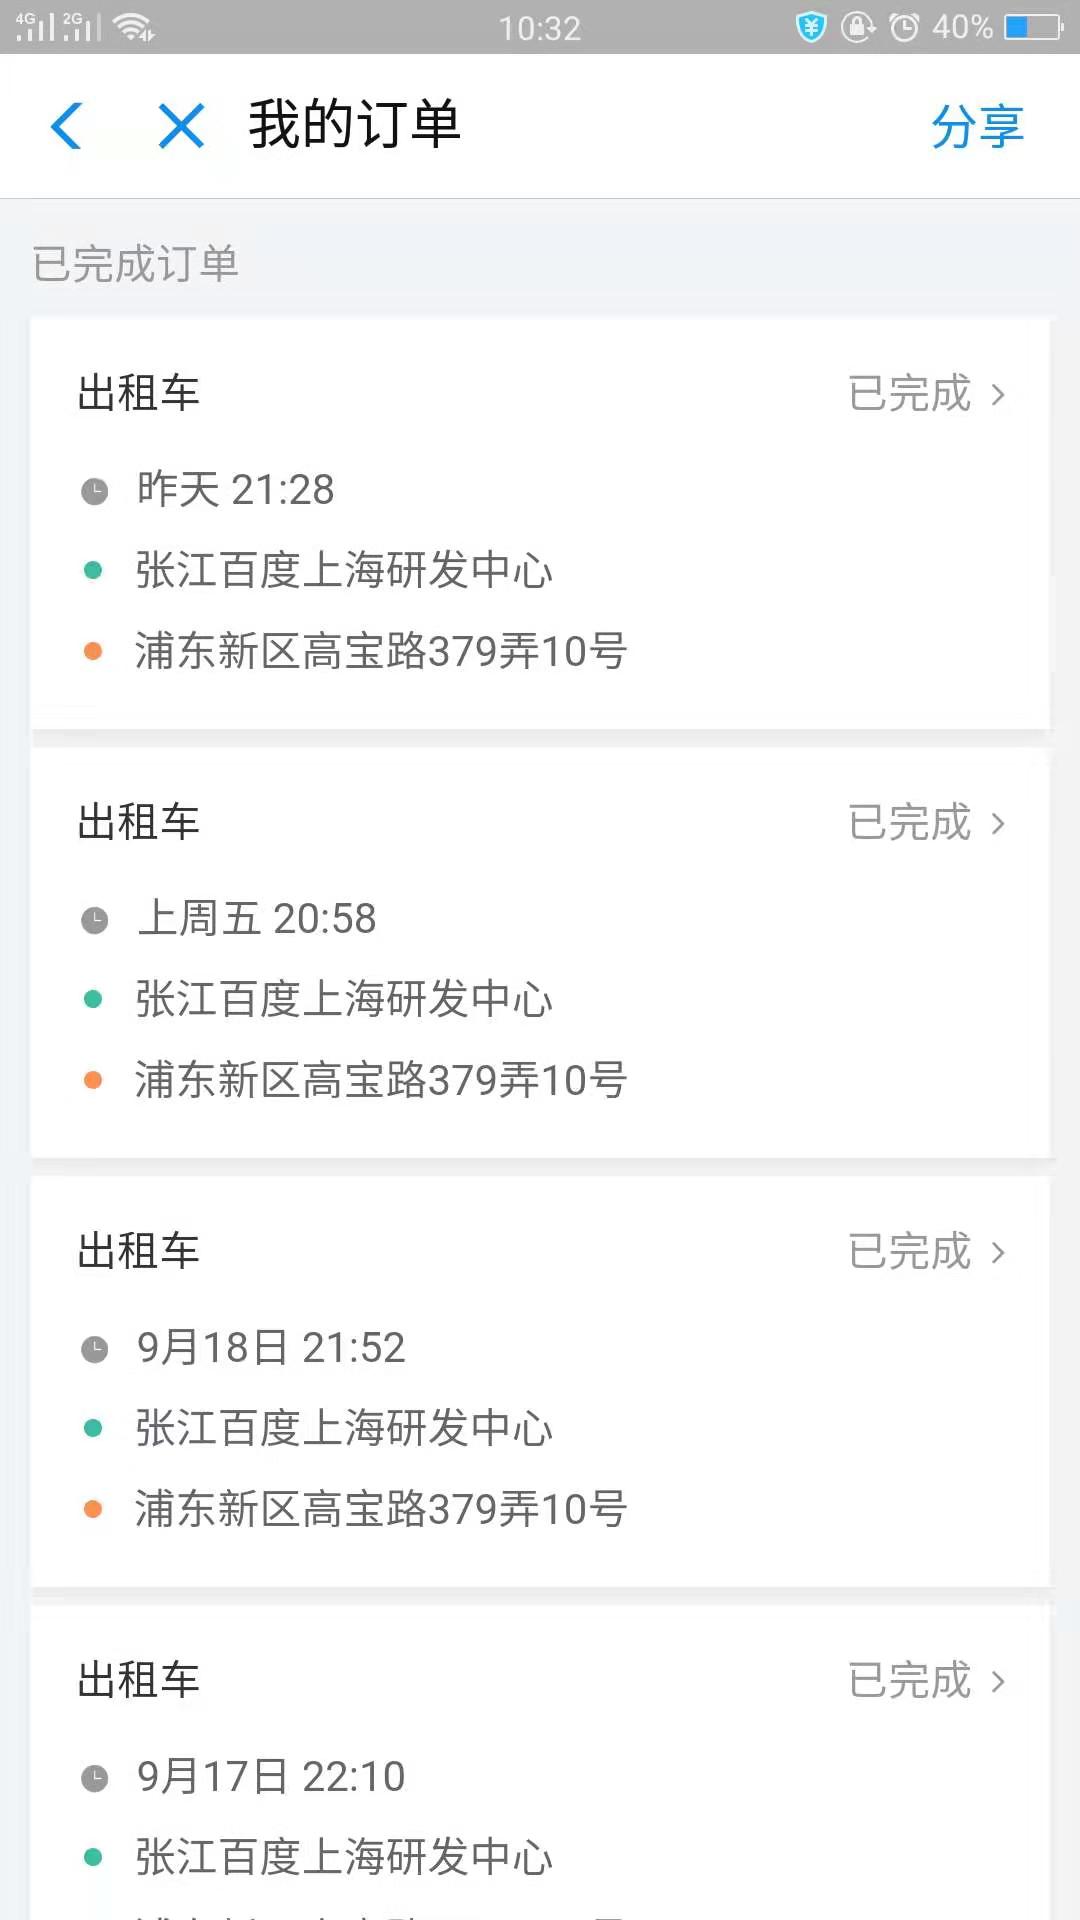 4G 2G 10:32 40%
我的订单 分享
已完成订单
出租车 已完成
昨天 21:28
张江百度上海研发中心
浦东新区高宝路379弄10号
出租车 已完成
上周五 20:58
张江百度上海研发中心
浦东新区高宝路379弄10号
出租车 已完成
9月18日 21:52
张江百度上海研发中心
浦东新区高宝路379弄10号
出租车 已完成
9月17日 22:10
张江百度上海研发中心